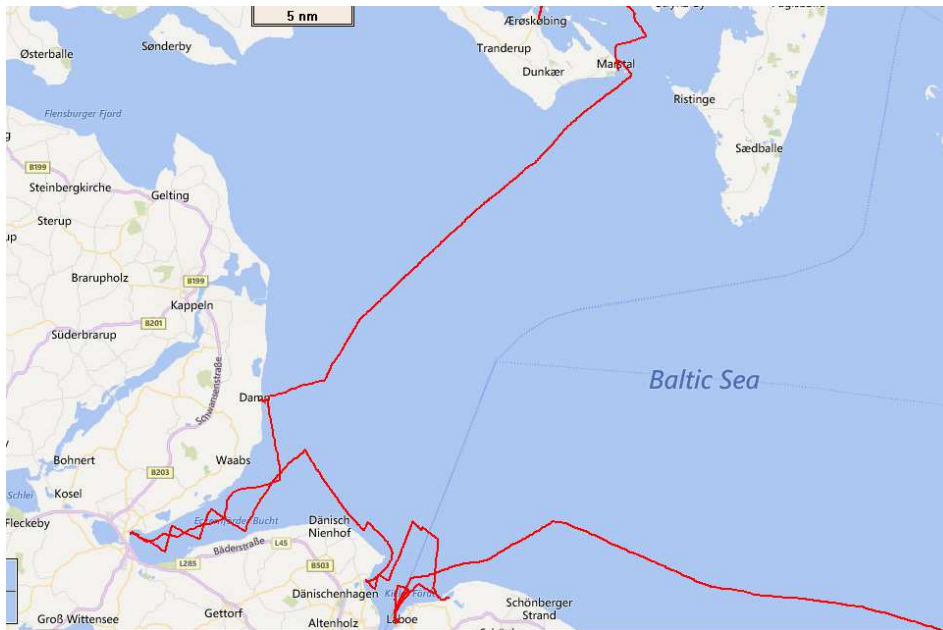 5 nm
Ærøskøbing
Sønderby
Østerballe
Tranderup
Marstal
Dunkær
Ristinge
Flensburger Fjord
Sædballe
B199
Steinbergkirche
Gelting
Sterup
up
Brarupholz
B199
Kappeln
B201
Süderbrarup
Baltic Sea
Damp
Schwansenstraße
Bohnert
Waabs
B203
Schlei
Kosel
Fleckeby
Eckernförder Bucht
Dänisch
Nienhof
Bäderstraße
L45
L285
B503
Dänischenhagen
Kieler Förde
Schönberger
Strand
Groß Wittensee
Gettorf
Altenholz
Laboe